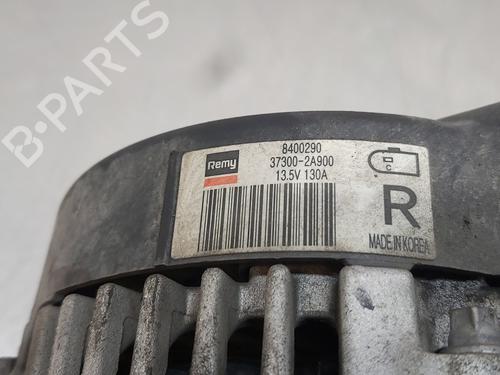 Remy
8400290
37300-2A900
13.5V 130A
C
R
MADE IN KOREA
B PARTS